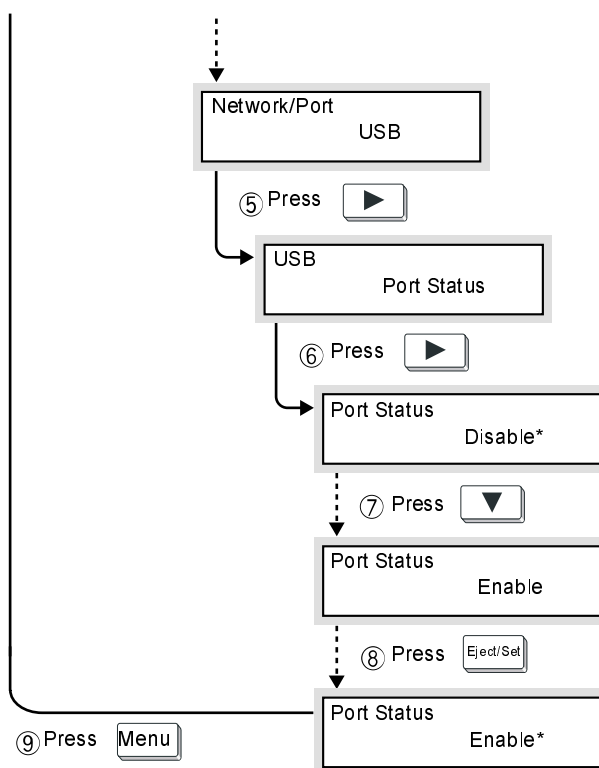 Network/Port
USB
⑤ Press
USB
Port Status
⑥ Press
Port Status
Disable*
⑦ Press
Port Status
Enable
⑧ Press Eject/Set
Port Status
Enable*
⑨ Press Menu